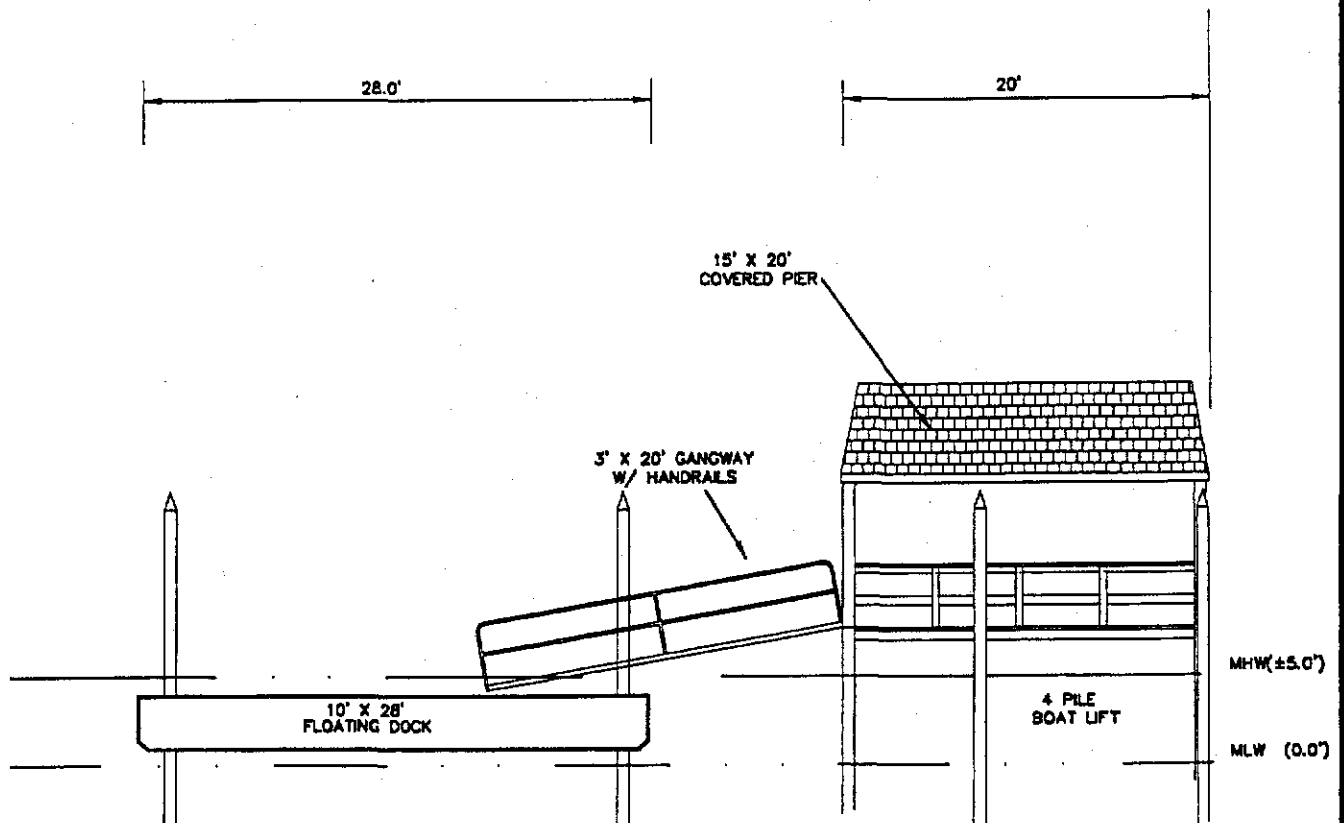 28.0'
20'
15' X 20'
COVERED PIER
3' X 20' GANGWAY
W/ HANDRAILS
MHW(±5.0')
10' X 28'
FLOATING DOCK
4 PILE
BOAT LIFT
MLW (0.0')